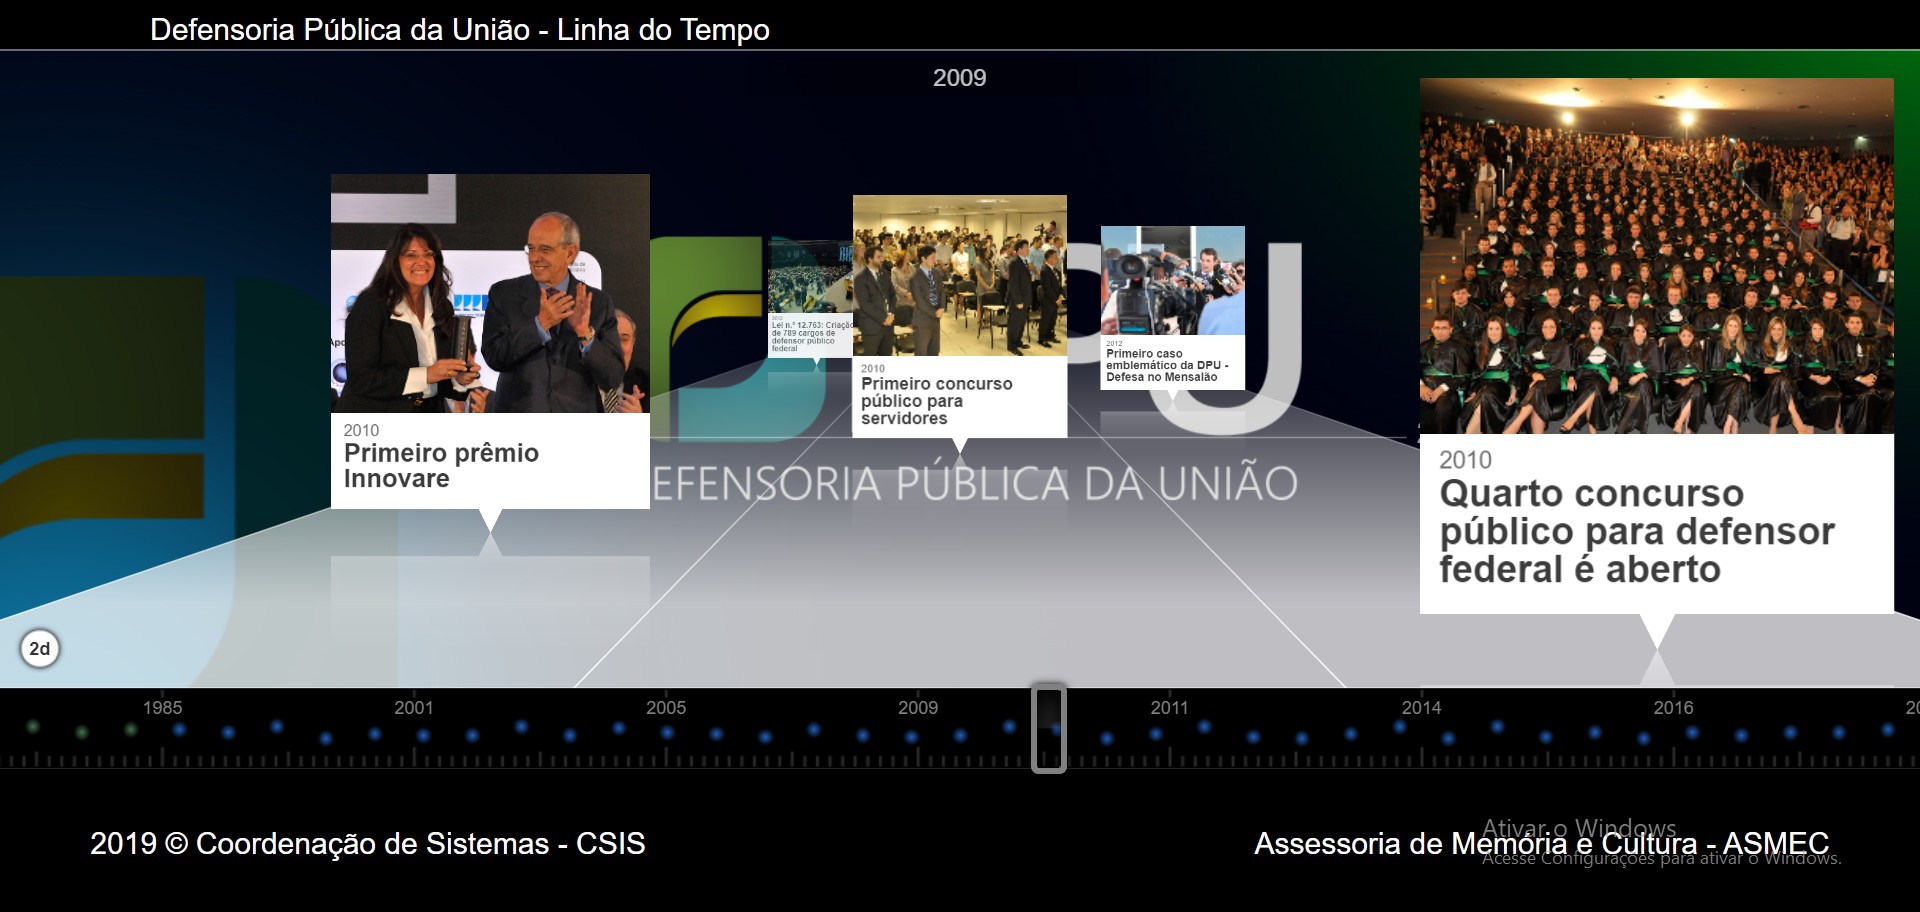 Defensoria Pública da União - Linha do Tempo
2009
2010
Primeiro prêmio
Innovare
Lei n.º 12.763: Criação
de 789 cargos de
defensor público
federal
2010
Primeiro concurso
público para
servidores
2012
Primeiro caso
emblemático da DPU -
Defesa no Mensalão
2010
Quarto concurso
público para defensor
federal é aberto
PU
EFENSORIA PÚBLICA DA UNIÃO
2d
1985 2001 2005 2009 2011 2014 2016
2019 © Coordenação de Sistemas - CSIS
Assessoria de Memória e Cultura - ASMEC
Ativar o Windows
Acesse Configurações para ativar o Windows.